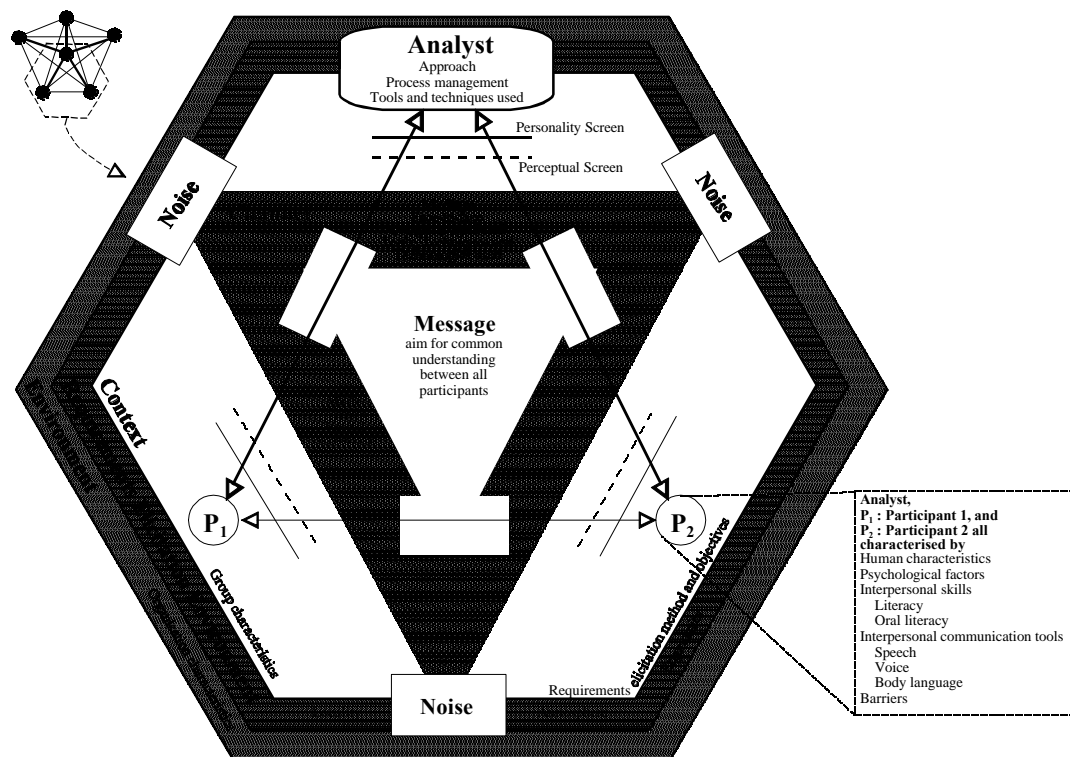 Analyst
Approach
Process management
Tools and techniques used
Personality Screen
Perceptual Screen
Noise
Noise
Message
aim for common
understanding
between all
participants
Context
Environment
P1
P2
Group characteristics
Requirements
elicitation method and objectives
Noise
Analyst,
P1 : Participant 1, and
P2 : Participant 2 all
characterised by
Human characteristics
Psychological factors
Interpersonal skills
Literacy
Oral literacy
Interpersonal communication tools
Speech
Voice
Body language
Barriers